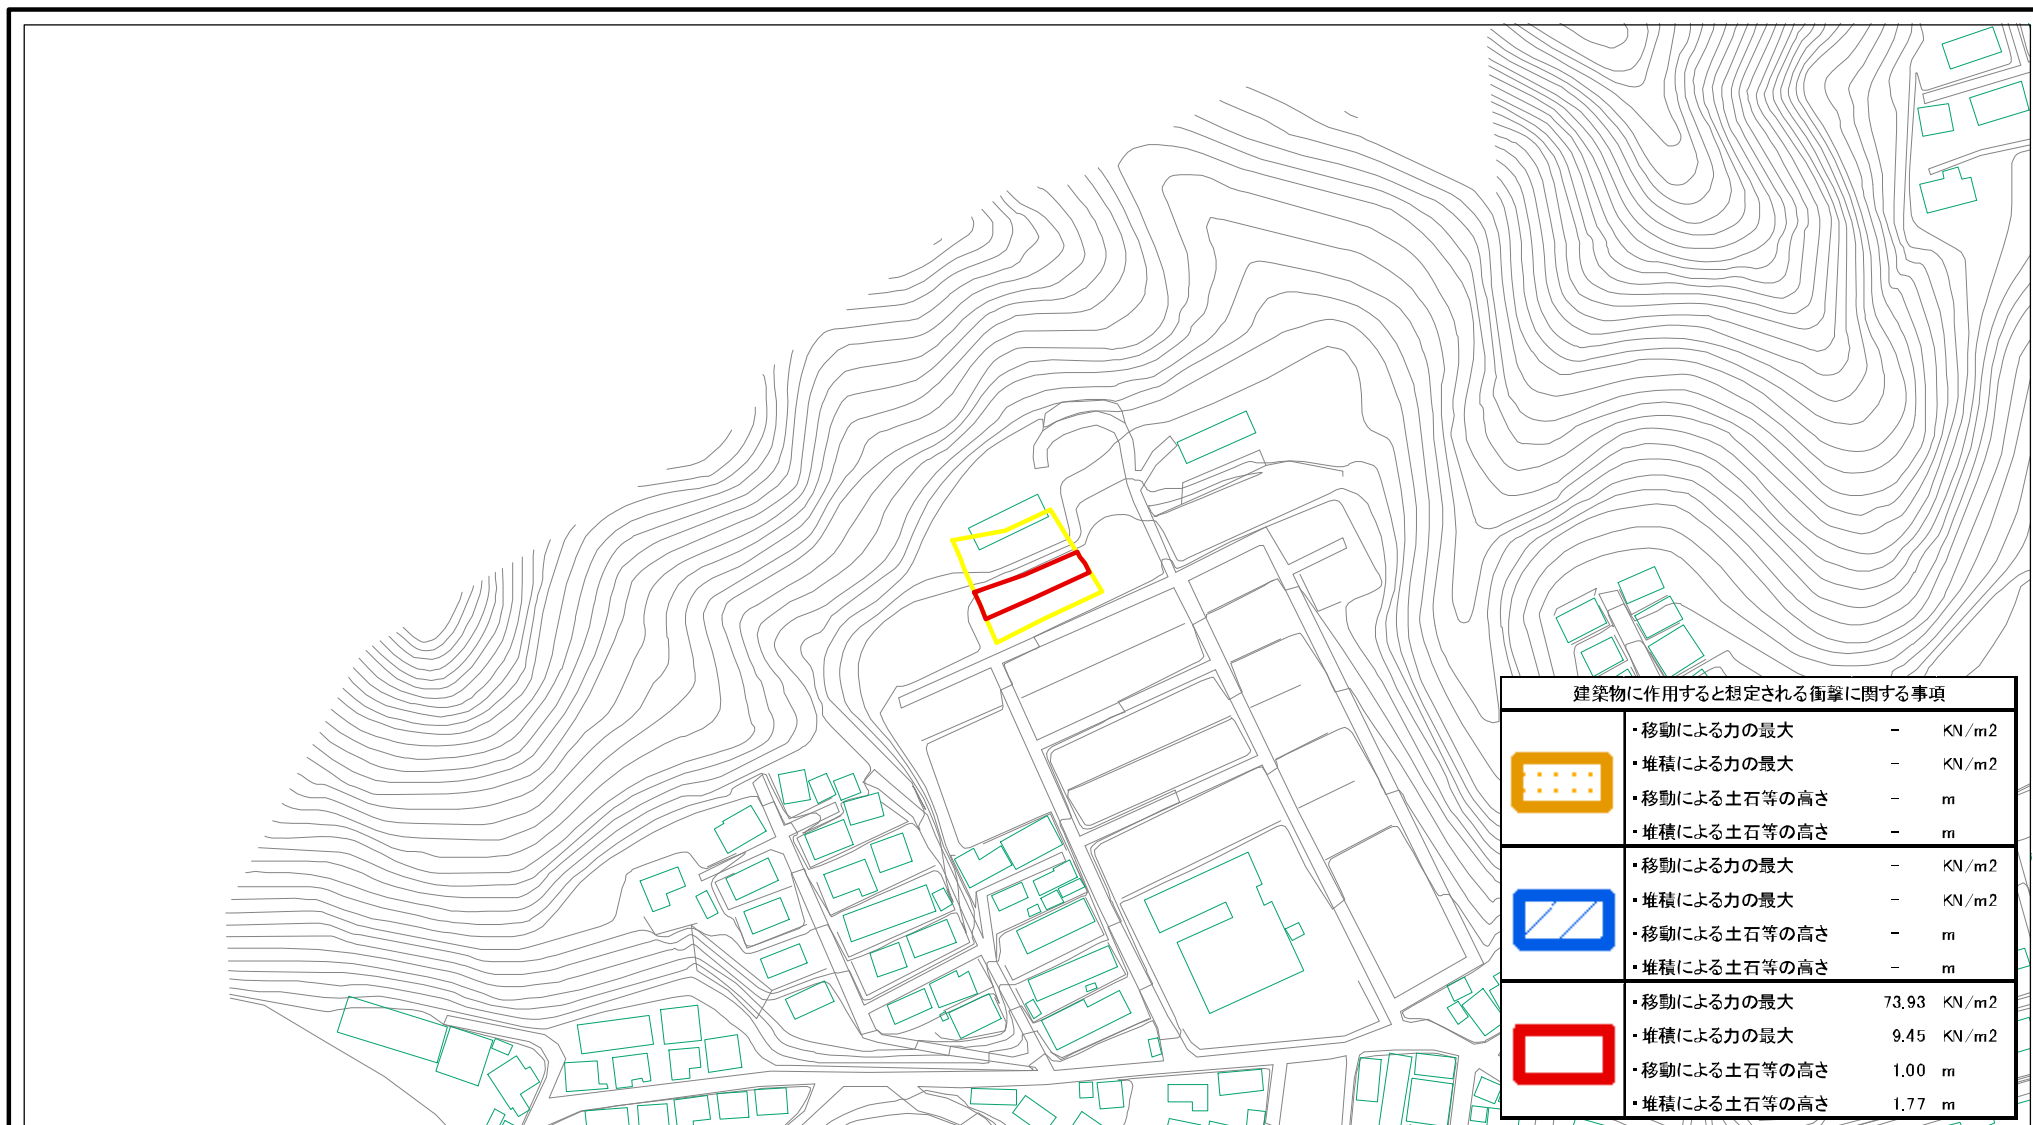 建築物に作用すると想定される衝撃に関する事項
・移動による力の最大 - KN/m2
・堆積による力の最大 - KN/m2
・移動による土石等の高さ - m
・堆積による土石等の高さ - m
・移動による力の最大 - KN/m2
・堆積による力の最大 - KN/m2
・移動による土石等の高さ - m
・堆積による土石等の高さ - m
・移動による力の最大 73.93 KN/m2
・堆積による力の最大 9.45 KN/m2
・移動による土石等の高さ 1.00 m
・堆積による土石等の高さ 1.77 m